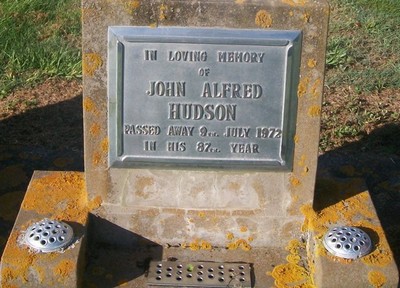 IN LOVING MEMORY
OF
JOHN ALFRED
HUDSON
PASSED AWAY 9TH JULY 1972
IN HIS 87TH YEAR